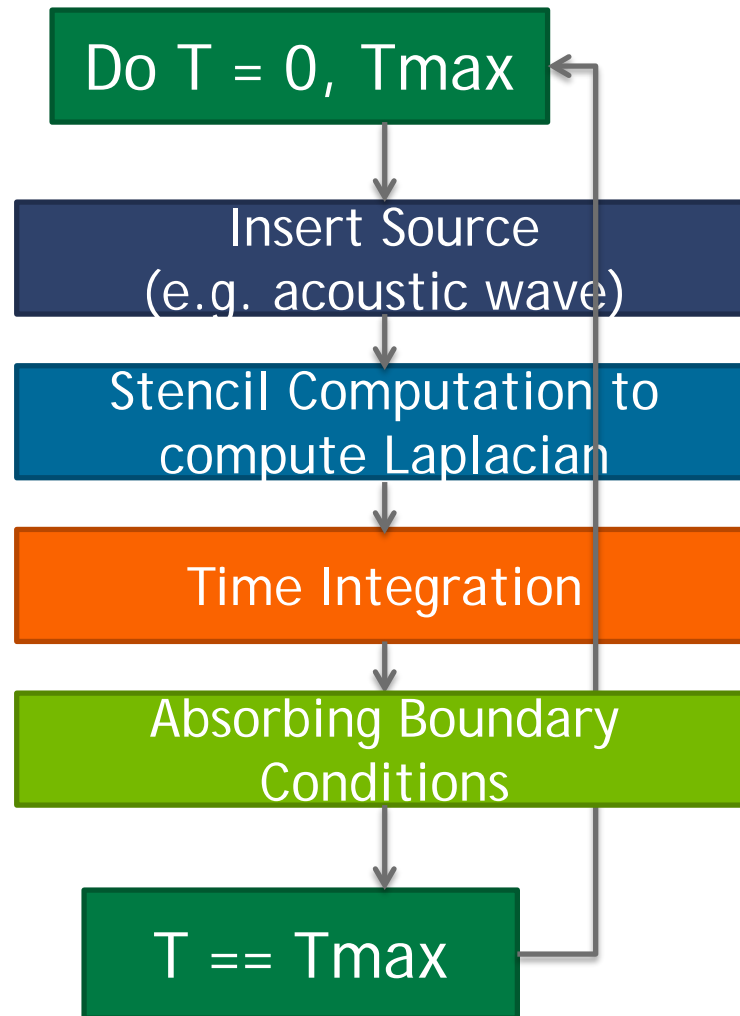 Do T = 0, Tmax
Insert Source
(e.g. acoustic wave)
Stencil Computation to
compute Laplacian
Time Integration
Absorbing Boundary
Conditions
T == Tmax